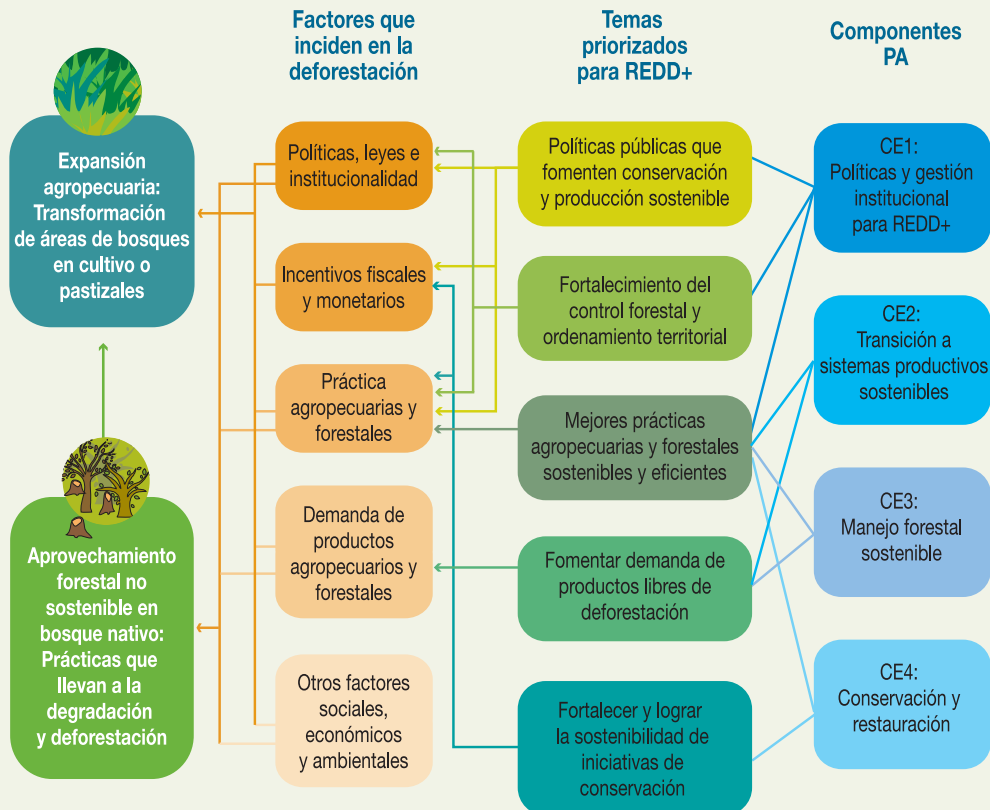 Factores que
inciden en la
deforestación
Temas
priorizados
para REDD+
Componentes
PA
Expansión
agropecuaria:
Transformación
de áreas de bosques
en cultivo o
pastizales
Aprovechamiento
forestal no
sostenible en
bosque nativo:
Prácticas que
llevan a la
degradación
y deforestación
Políticas, leyes e
institucionalidad
Incentivos fiscales
y monetarios
Práctica
agropecuarias y
forestales
Demanda de
productos
agropecuarios y
forestales
Otros factores
sociales,
económicos
y ambientales
Políticas públicas que
fomenten conservación
y producción sostenible
Fortalecimiento del
control forestal y
ordenamiento territorial
Mejores prácticas
agropecuarias y forestales
sostenibles y eficientes
Fomentar demanda de
productos libres de
deforestación
Fortalecer y lograr
la sostenibilidad de
iniciativas de
conservación
CE1:
Políticas y gestión
institucional
para REDD+
CE2:
Transición a
sistemas productivos
sostenibles
CE3:
Manejo forestal
sostenible
CE4:
Conservación y
restauración